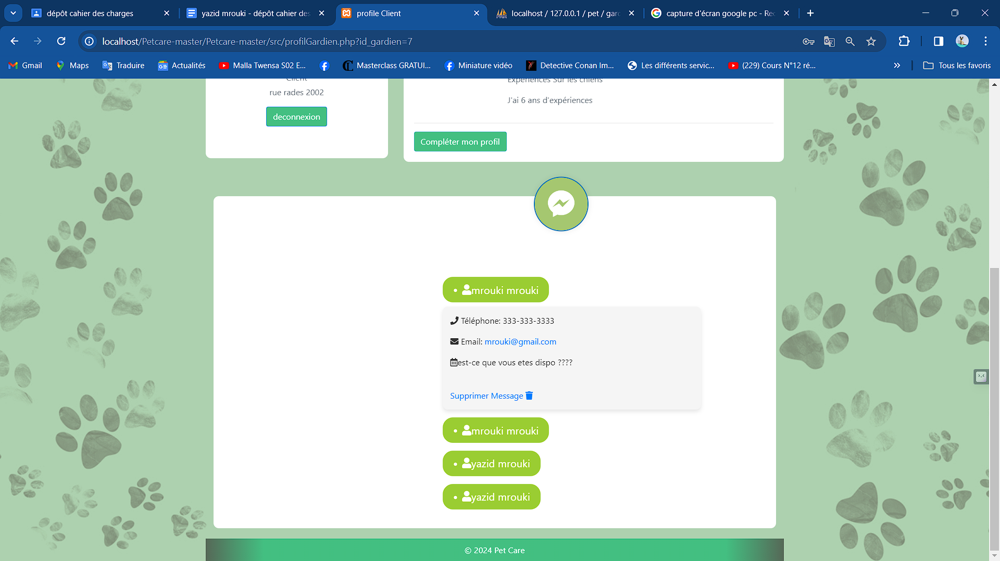 dépôt cahier des charges
yazid mrouki - dépôt cahier des
profile Client
localhost / 127.0.0.1 / pet / gard
capture d'écran google pc - Rec
localhost/Petcare-master/Petcare-master/src/profilGardien.php?id_gardien=7
Gmail
Maps
Traduire
Actualités
Malla Twensa S02 E...
Masterclass GRATUI...
Miniature vidéo
Detective Conan Im...
Les différents servic...
(229) Cours N°12 ré...
Tous les favoris
Client
rue rades 2002
deconnexion
Expériences Sur les chiens
J'ai 6 ans d'expériences
Compléter mon profil
• mrouki mrouki
Téléphone: 333-333-3333
Email: mrouki@gmail.com
est-ce que vous etes dispo ????
Supprimer Message
• mrouki mrouki
• yazid mrouki
• yazid mrouki
© 2024 Pet Care